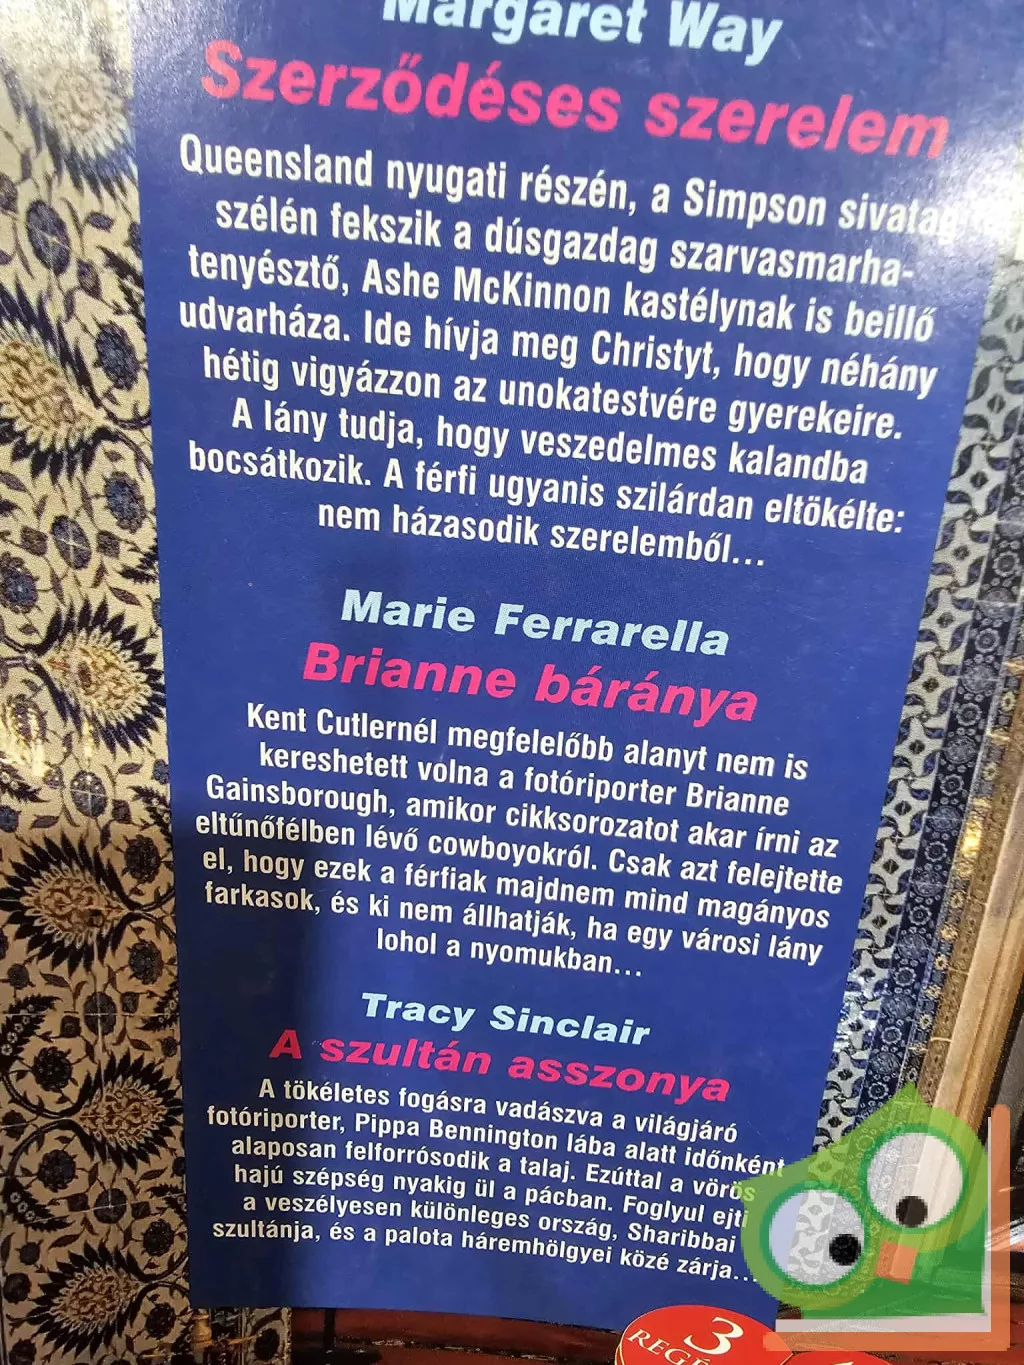 Margaret Way
Szerződéses szerelem
Queensland nyugati részén, a Simpson sivatag
szélén fekszik a dúsgazdag szarvasmarha-
tenyésztő, Ashe McKinnon kastélynak is beillő
udvarháza. Ide hívja meg Christyt, hogy néhány
hétig vigyázzon az unokatestvére gyerekeire.
A lány tudja, hogy veszedelmes kalandba
bocsátkozik. A férfi ugyanis szilárdan eltökélte:
nem házasodik szerelemből...
Marie Ferrarella
Brianne báránya
Kent Cutlernél megfelelőbb alanyt nem is
kereshetett volna a fotóriporter Brianne
Gainsborough, amikor cikksorozatot akar írni az
eltűnőfélben lévő cowboyokról. Csak azt felejtette
el, hogy ezek a férfiak majdnem mind magányos
farkasok, és ki nem állhatják, ha egy városi lány
lohol a nyomukban...
Tracy Sinclair
A szultán asszonya
A tökéletes fogásra vadászva a világjáró
fotóriporter, Pippa Bennington lába alatt időnként
alaposan felforrósodik a talaj. Ezúttal a vörös
hajú szépség nyakig ül a pácban. Foglyul ejti
a veszélyesen különleges ország, Sharibbai
szultánja, és a palota háremhölgyei közé zárja...
3